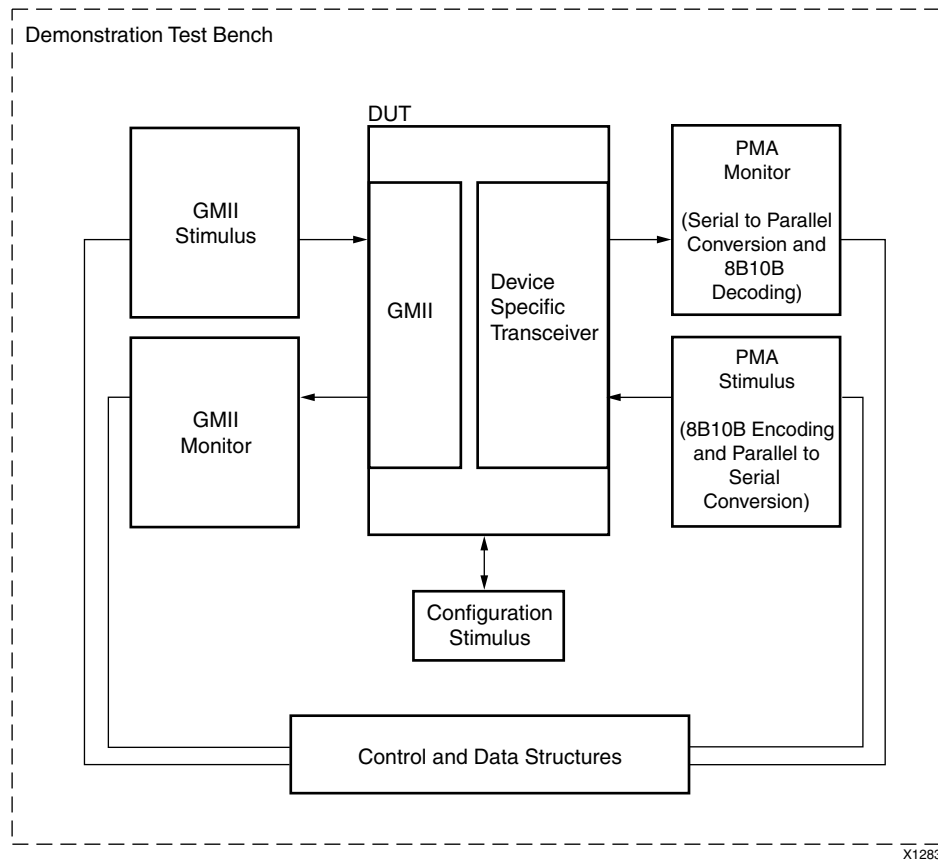 Demonstration Test Bench
DUT
GMII
Stimulus
GMII
Monitor
GMII
Device
Specific
Transceiver
PMA
Monitor
(Serial to Parallel
Conversion and
8B10B
Decoding)
PMA
Stimulus
(8B10B Encoding
and Parallel to
Serial
Conversion)
Configuration
Stimulus
Control and Data Structures
X1283